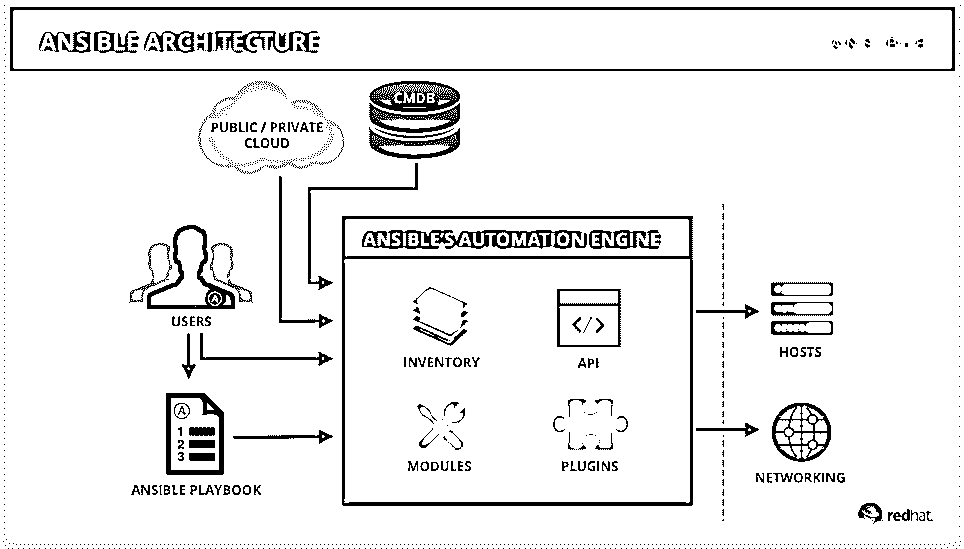 ANSIBLE ARCHITECTURE
CMDB
PUBLIC / PRIVATE
CLOUD
ANSIBLE'S AUTOMATION ENGINE
USERS
INVENTORY
API
HOSTS
A
1
2
3
MODULES
PLUGINS
NETWORKING
ANSIBLE PLAYBOOK
redhat.